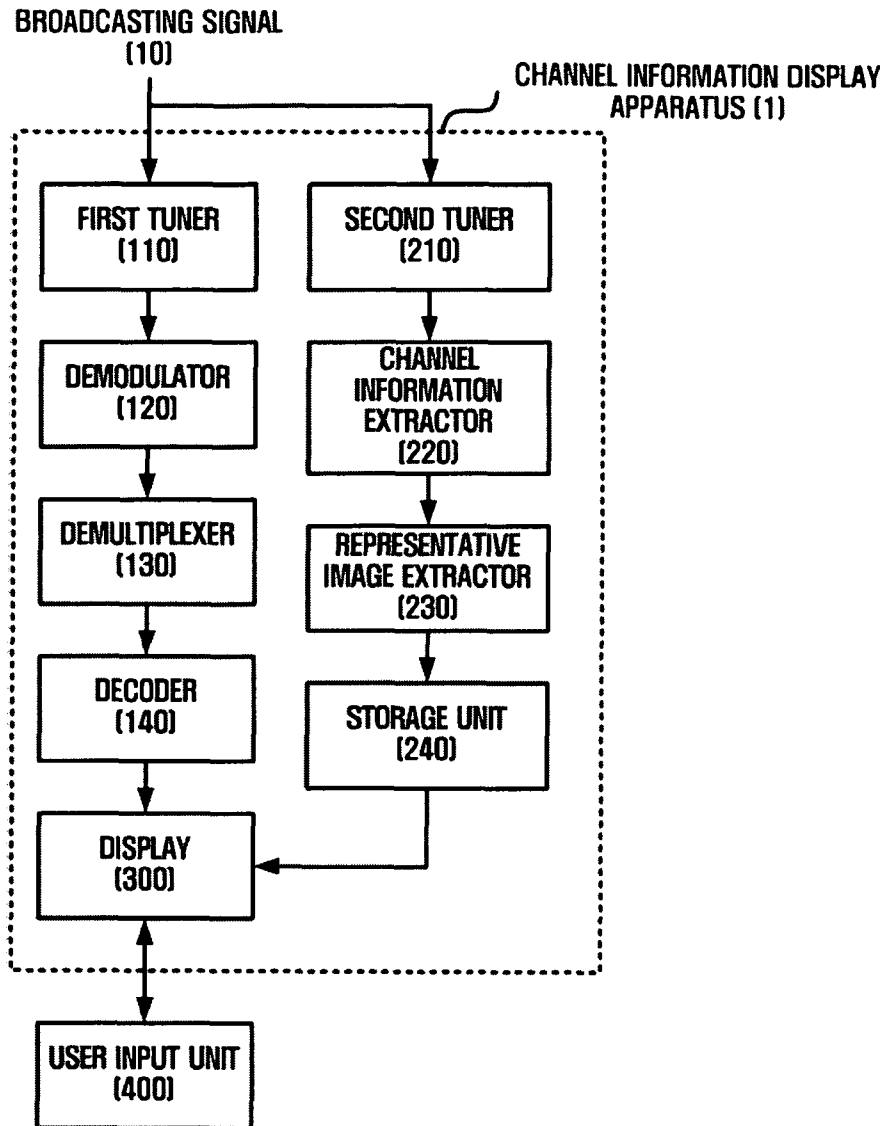 BROADCASTING SIGNAL
(10)
CHANNEL INFORMATION DISPLAY
APPARATUS (1)
FIRST TUNER
(110)
SECOND TUNER
(210)
DEMODULATOR
(120)
CHANNEL
INFORMATION
EXTRACTOR
(220)
DEMULTIPLEXER
(130)
REPRESENTATIVE
IMAGE EXTRACTOR
(230)
DECODER
(140)
STORAGE UNIT
(240)
DISPLAY
(300)
USER INPUT UNIT
(400)